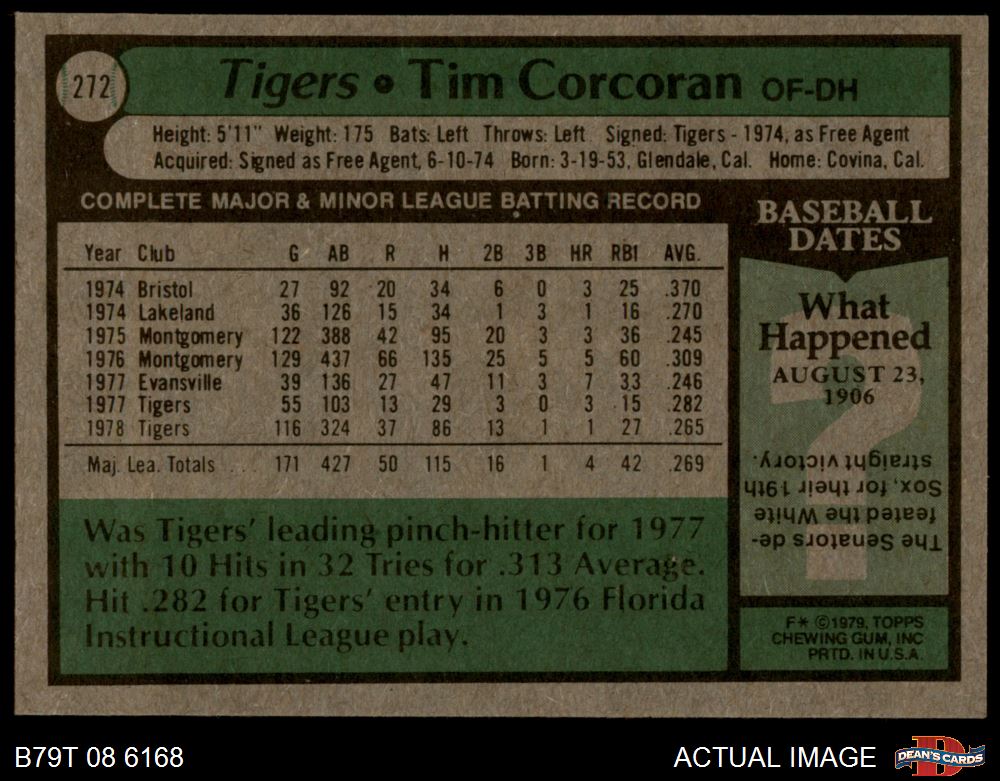 272
Tigers • Tim Corcoran OF-DH
Height: 5'11" Weight: 175 Bats: Left Throws: Left Signed: Tigers - 1974, as Free Agent
Acquired: Signed as Free Agent, 6-10-74 Born: 3-19-53, Glendale, Cal. Home: Covina, Cal.
COMPLETE MAJOR & MINOR LEAGUE BATTING RECORD
Year Club G AB R H 2B 3B HR RBI AVG.
1974 Bristol 27 92 20 34 6 0 3 25 .370
1974 Lakeland 36 126 15 34 1 3 1 16 .270
1975 Montgomery 122 388 42 95 20 3 3 36 .245
1976 Montgomery 129 437 66 135 25 5 5 60 .309
1977 Evansville 39 136 27 47 11 3 7 33 .246
1977 Tigers 55 103 13 29 3 0 3 15 .282
1978 Tigers 116 324 37 86 13 1 1 27 .265
Maj. Lea. Totals ... 171 427 50 115 16 1 4 42 .269
Was Tigers' leading pinch-hitter for 1977
with 10 Hits in 32 Tries for .313 Average.
Hit .282 for Tigers' entry in 1976 Florida
Instructional League play.
BASEBALL
DATES
What
Happened
AUGUST 23,
1906
?
The Senators de-
feated the White
Sox, for their 19th
straight victory.
F* ©1979, TOPPS
CHEWING GUM, INC
PRTD. IN U.S.A.
B79T 08 6168
ACTUAL IMAGE
D
DEAN'S CARDS